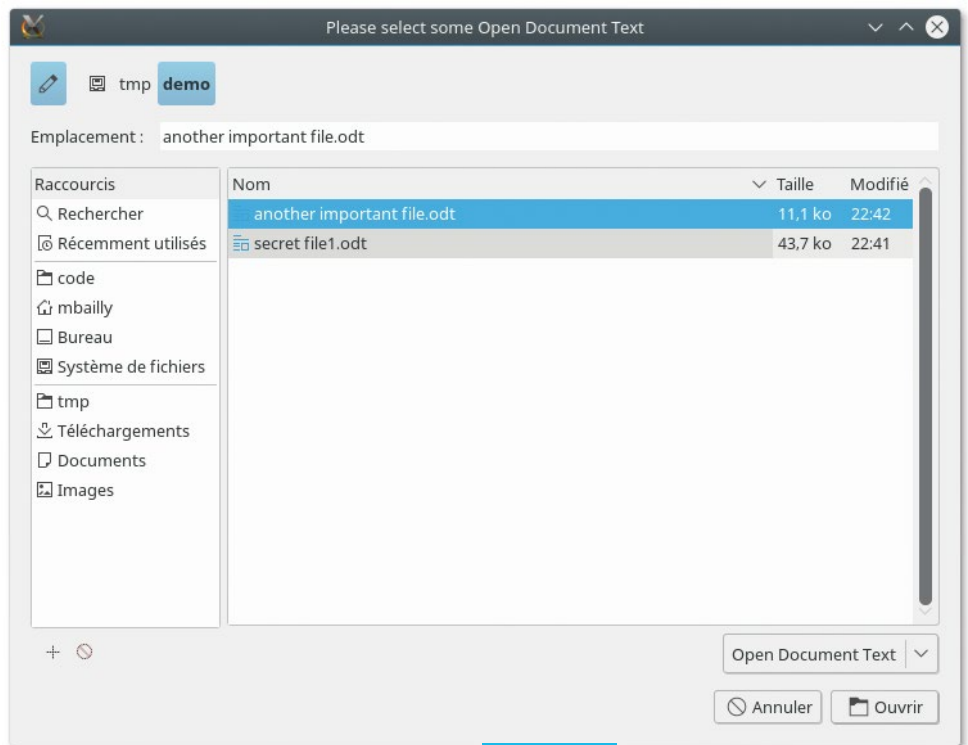 Please select some Open Document Text
tmp demo
Emplacement : another important file.odt
Raccourcis
Rechercher
Récemment utilisés
code
mbailly
Bureau
Système de fichiers
tmp
Téléchargements
Documents
Images
Nom Taille Modifié
another important file.odt 11,1 ko 22:42
secret file1.odt 43,7 ko 22:41
Open Document Text
Annuler Ouvrir